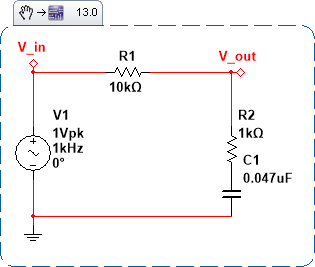 13.0
V_in
R1
V_out
10kΩ
V1
1Vpk
1kHz
0°
R2
1kΩ
C1
0.047uF